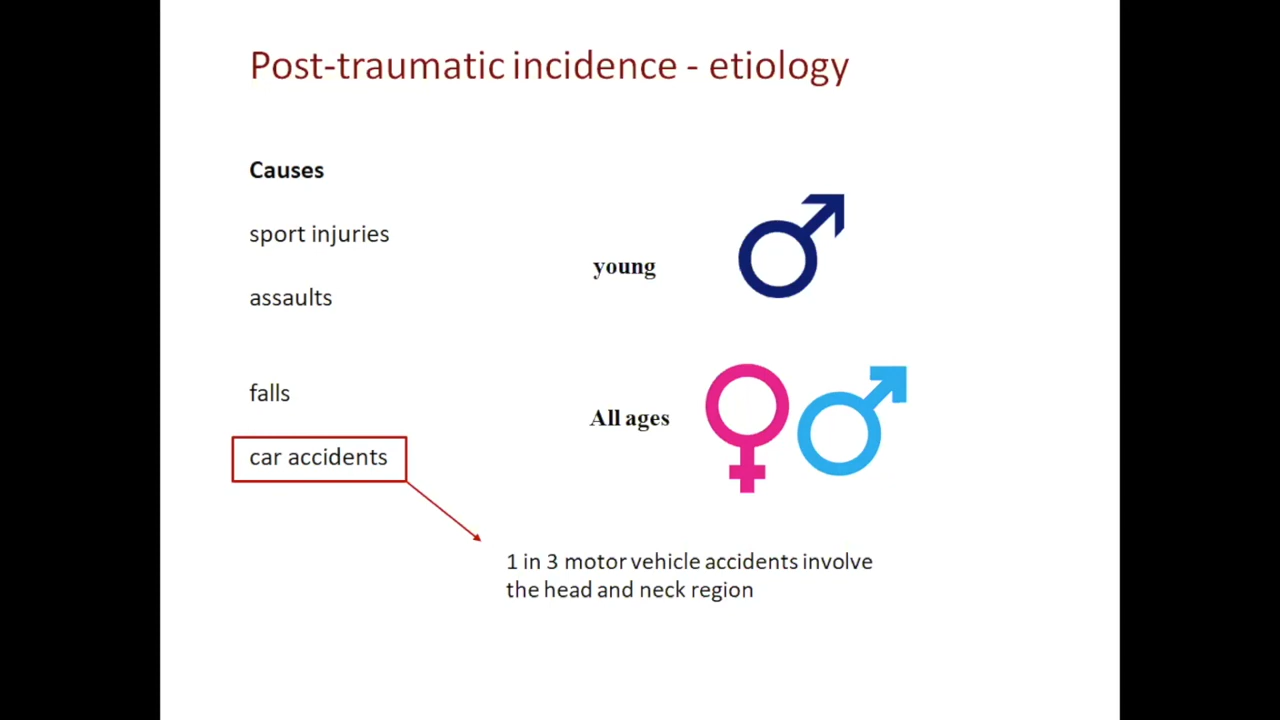 Post-traumatic incidence - etiology
Causes
sport injuries
young
assaults
falls
All ages
car accidents
1 in 3 motor vehicle accidents involve
the head and neck region